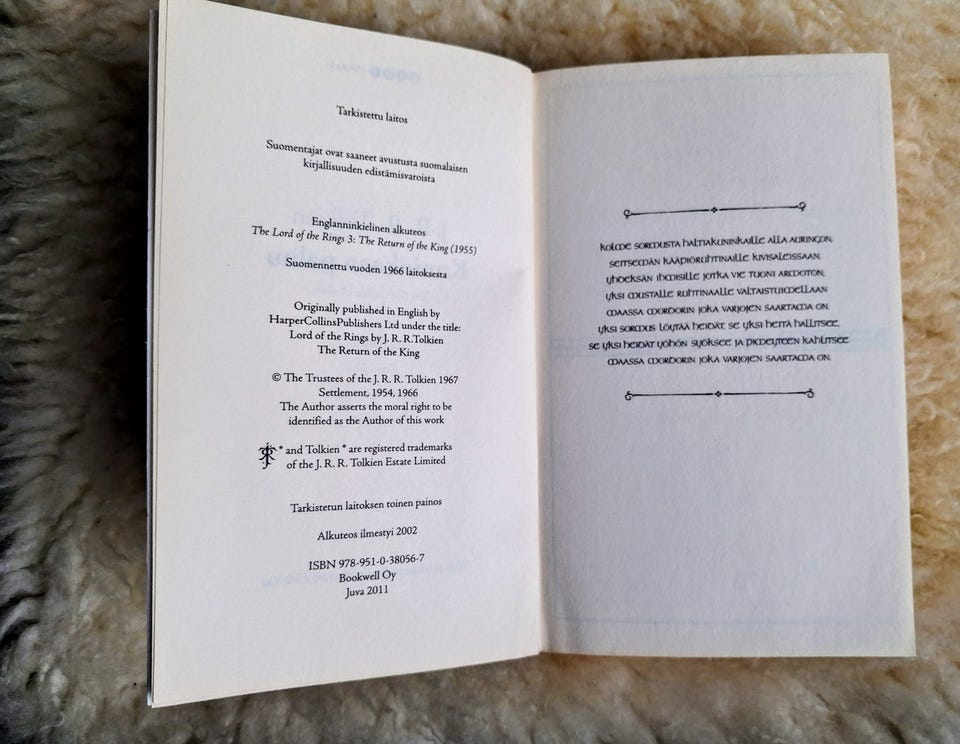 Tarkistettu laitos
Suomentajat ovat saaneet avustusta suomalaisen
kirjallisuuden edistämisvaroista
Englanninkielinen alkuteos
The Lord of the Rings 3: The Return of the King (1955)
Suomennettu vuoden 1966 laitoksesta
Originally published in English by
HarperCollinsPublishers Ltd under the title:
Lord of the Rings by J. R. R.Tolkien
The Return of the King
© The Trustees of the J. R. R. Tolkien 1967
Settlement, 1954, 1966
The Author asserts the moral right to be
identified as the Author of this work
® and Tolkien ® are registered trademarks
of the J. R. R. Tolkien Estate Limited
Tarkistetun laitoksen toinen painos
Alkuteos ilmestyi 2002
ISBN 978-951-0-38056-7
Bookwell Oy
Juva 2011
kolme sormusta haltiakuninkaille alla auringon,
seitsemän kääpiöruhtinaille kivisaleissaan,
yhdeksän ihmisille jotka vie tuoni armoton,
yksi mustalle ruhtinaalle valtaistuimellaan
maassa mordorin joka varjojen saartama on.
yksi sormus löytää heidät, se yksi heitä hallitsee,
se yksi heidät yöhön syöksee ja pimeyteen kahlitsee
maassa mordorin joka varjojen saartama on.